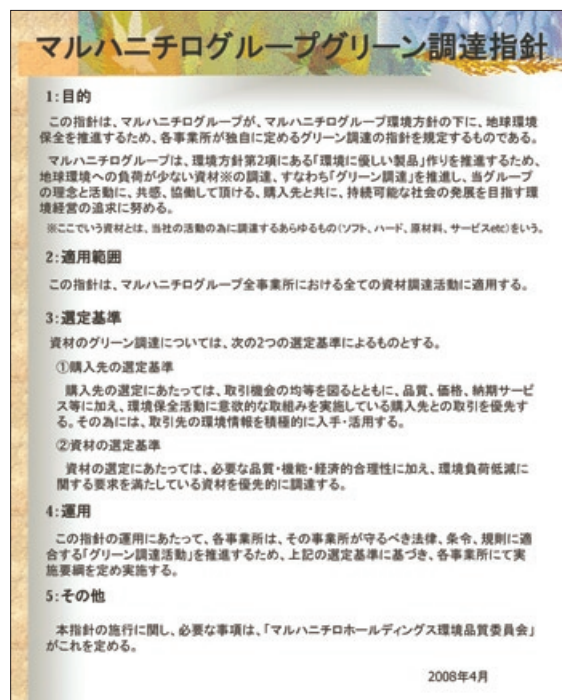 マルハニチログループグリーン調達指針
1:目的
この指針は、マルハニチログループが、マルハニチログループ環境方針の下に、地球環境
保全を推進するため、各事業所が独自に定めるグリーン調達の指針を規定するものである。
マルハニチログループは、環境方針第2項にある「環境に優しい製品」作りを推進するため、
地球環境への負荷が少ない資材※の調達、すなわち「グリーン調達」を推進し、当グループ
の理念と活動に、共感、協働して頂ける、購入先と共に、持続可能な社会の発展を目指す環
境経営の追求に努める。
※ここでいう資材とは、当社の活動の為に調達するあらゆるもの(ソフト、ハード、原材料、サービスetc)をいう。
2:適用範囲
この指針は、マルハニチログループ全事業所における全ての資材調達活動に適用する。
3:選定基準
資材のグリーン調達については、次の2つの選定基準によるものとする。
①購入先の選定基準
購入先の選定にあたっては、取引機会の均等を図るとともに、品質、価格、納期サービ
ス等に加え、環境保全活動に意欲的な取組みを実施している購入先との取引を優先す
る。その為には、取引先の環境情報を積極的に入手・活用する。
②資材の選定基準
資材の選定にあたっては、必要な品質・機能・経済的合理性に加え、環境負荷低減に
関する要求を満たしている資材を優先的に調達する。
4:運用
この指針の運用にあたって、各事業所は、その事業所が守るべき法律、条令、規則に適
合する「グリーン調達活動」を推進するため、上記の選定基準に基づき、各事業所にて実
施要綱を定め実施する。
5:その他
本指針の施行に関し、必要な事項は、「マルハニチロホールディングス環境品質委員会」
がこれを定める。
2008年4月